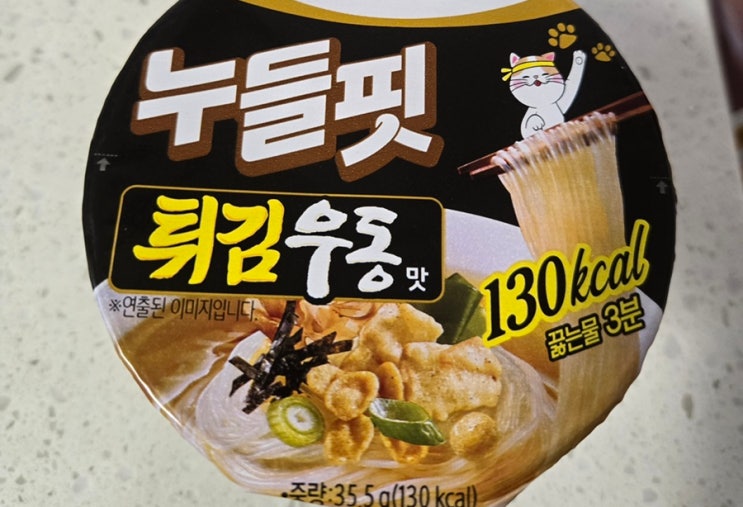 누들핏
튀김우동맛
※연출된 이미지입니다.
130kcal
끓는물 3분
•중량:35.5g(130 kcal)